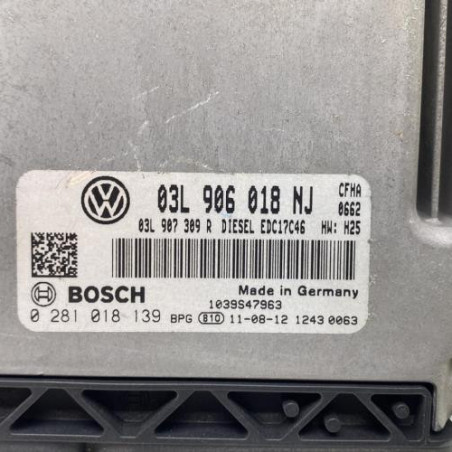 03L 906 018 NJ CFHA
03L 907 309 R DIESEL EDC17C46 0662
HW: H25
BOSCH Made in Germany
1039S47963
0 281 018 139 BPG 810 11-08-12 1243 0063